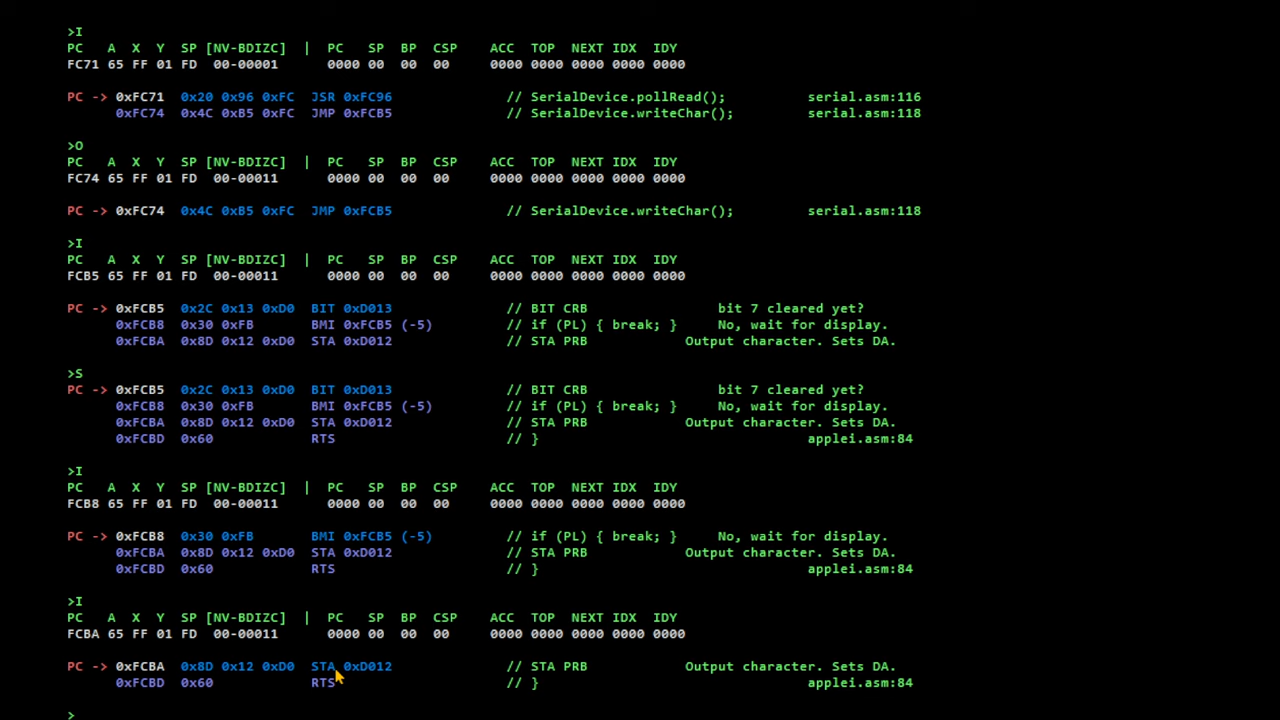 >I
PC   A  X  Y  SP [NV-BDIZC]  |  PC   SP  BP  CSP    ACC  TOP  NEXT IDX  IDY
FC71 65 FF 01 FD  00-00001      0000 00  00  00     0000 0000 0000 0000 0000
PC -> 0xFC71  0x20 0x96 0xFC  JSR 0xFC96              // SerialDevice.pollRead();          serial.asm:116
      0xFC74  0x4C 0xB5 0xFC  JMP 0xFCB5              // SerialDevice.writeChar();         serial.asm:118
>O
PC   A  X  Y  SP [NV-BDIZC]  |  PC   SP  BP  CSP    ACC  TOP  NEXT IDX  IDY
FC74 65 FF 01 FD  00-00011      0000 00  00  00     0000 0000 0000 0000 0000
PC -> 0xFC74  0x4C 0xB5 0xFC  JMP 0xFCB5              // SerialDevice.writeChar();         serial.asm:118
>I
PC   A  X  Y  SP [NV-BDIZC]  |  PC   SP  BP  CSP    ACC  TOP  NEXT IDX  IDY
FCB5 65 FF 01 FD  00-00011      0000 00  00  00     0000 0000 0000 0000 0000
PC -> 0xFCB5  0x2C 0x13 0xD0  BIT 0xD013              // BIT CRB                bit 7 cleared yet?
      0xFCB8  0x30 0xFB       BMI 0xFCB5 (-5)         // if (PL) { break; }     No, wait for display.
      0xFCBA  0x8D 0x12 0xD0  STA 0xD012              // STA PRB            Output character. Sets DA.
>S
PC -> 0xFCB5  0x2C 0x13 0xD0  BIT 0xD013              // BIT CRB                bit 7 cleared yet?
      0xFCB8  0x30 0xFB       BMI 0xFCB5 (-5)         // if (PL) { break; }     No, wait for display.
      0xFCBA  0x8D 0x12 0xD0  STA 0xD012              // STA PRB            Output character. Sets DA.
      0xFCBD  0x60            RTS                     // }                                 applei.asm:84
>I
PC   A  X  Y  SP [NV-BDIZC]  |  PC   SP  BP  CSP    ACC  TOP  NEXT IDX  IDY
FCB8 65 FF 01 FD  00-00011      0000 00  00  00     0000 0000 0000 0000 0000
PC -> 0xFCB8  0x30 0xFB       BMI 0xFCB5 (-5)         // if (PL) { break; }     No, wait for display.
      0xFCBA  0x8D 0x12 0xD0  STA 0xD012              // STA PRB            Output character. Sets DA.
      0xFCBD  0x60            RTS                     // }                                 applei.asm:84
>I
PC   A  X  Y  SP [NV-BDIZC]  |  PC   SP  BP  CSP    ACC  TOP  NEXT IDX  IDY
FCBA 65 FF 01 FD  00-00011      0000 00  00  00     0000 0000 0000 0000 0000
PC -> 0xFCBA  0x8D 0x12 0xD0  STA 0xD012              // STA PRB            Output character. Sets DA.
      0xFCBD  0x60            RTS                     // }                                 applei.asm:84
>